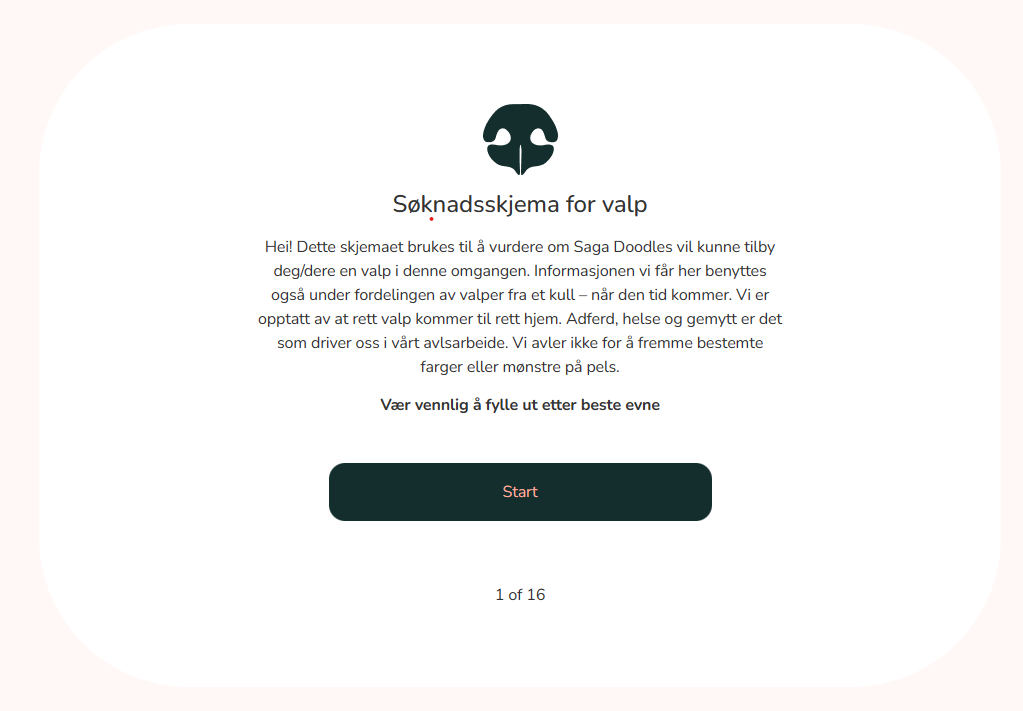 Søknadsskjema for valp
Hei! Dette skjemaet brukes til å vurdere om Saga Doodles vil kunne tilby
deg/dere en valp i denne omgangen. Informasjonen vi får her benyttes
også under fordelingen av valper fra et kull – når den tid kommer. Vi er
opptatt av at rett valp kommer til rett hjem. Adferd, helse og gemytt er det
som driver oss i vårt avlsarbeide. Vi avler ikke for å fremme bestemte
farger eller mønstre på pels.
Vær vennlig å fylle ut etter beste evne
Start
1 of 16